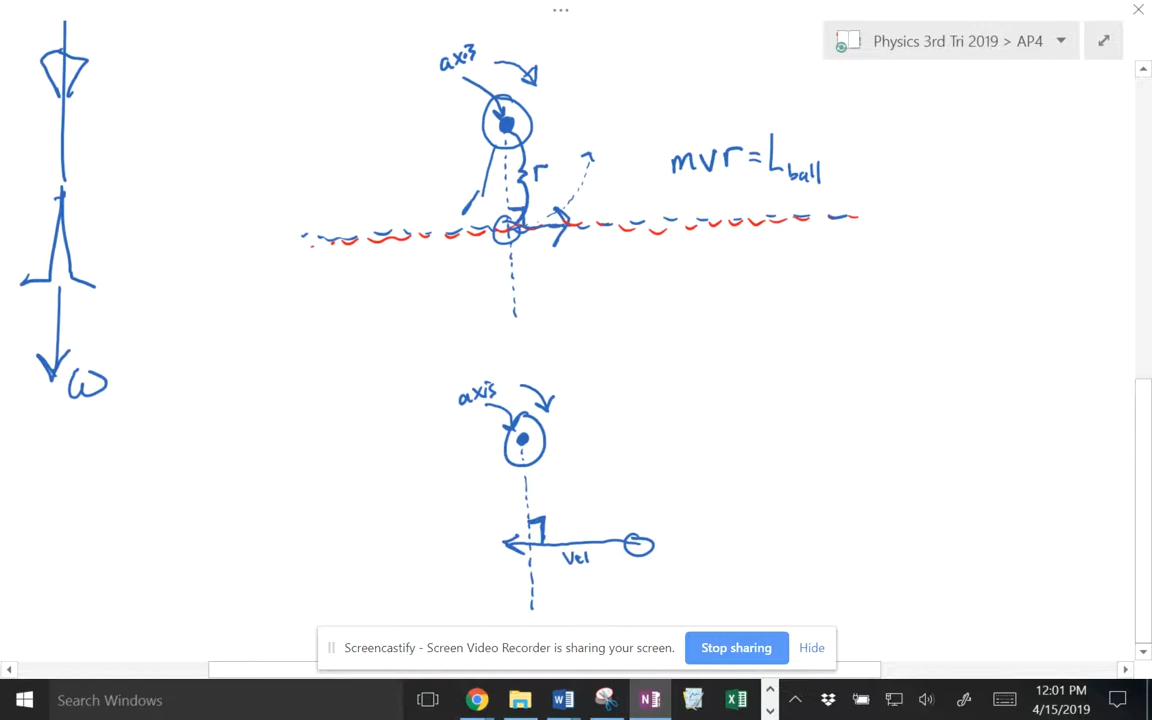 Physics 3rd Tri 2019 > AP4
axis
r
mvr = L ball
ω
axis
Vel
Screencastify - Screen Video Recorder is sharing your screen.
Stop sharing
Hide
Search Windows
12:01 PM
4/15/2019